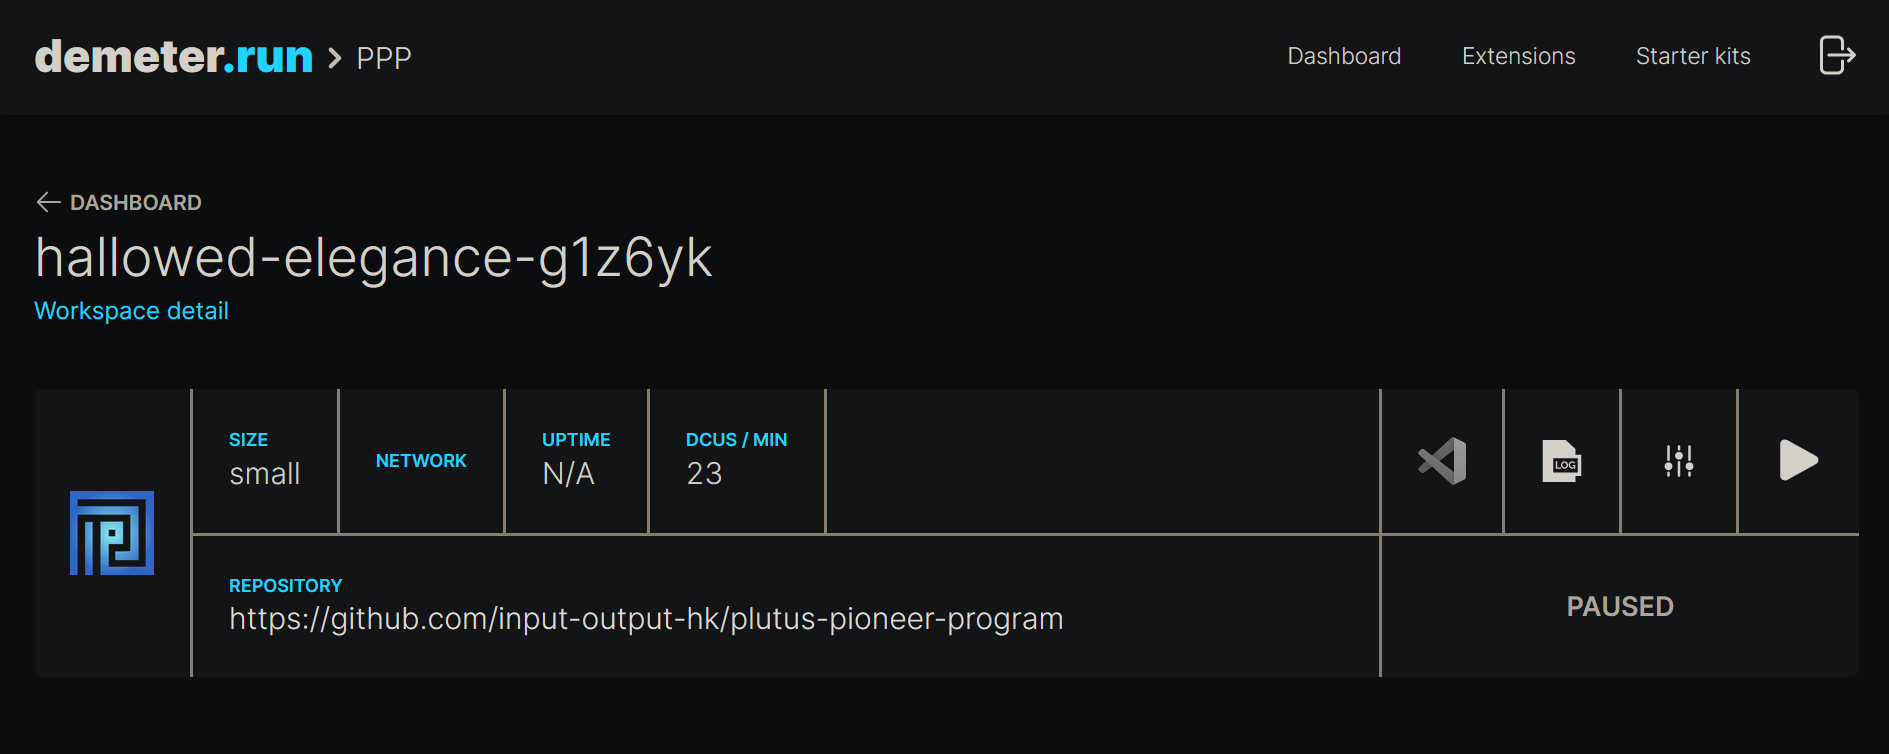 demeter.run > PPP
Dashboard
Extensions
Starter kits
← DASHBOARD
hallowed-elegance-g1z6yk
Workspace detail
SIZE
small
NETWORK
UPTIME
N/A
DCUS / MIN
23
LOG
REPOSITORY
https://github.com/input-output-hk/plutus-pioneer-program
PAUSED